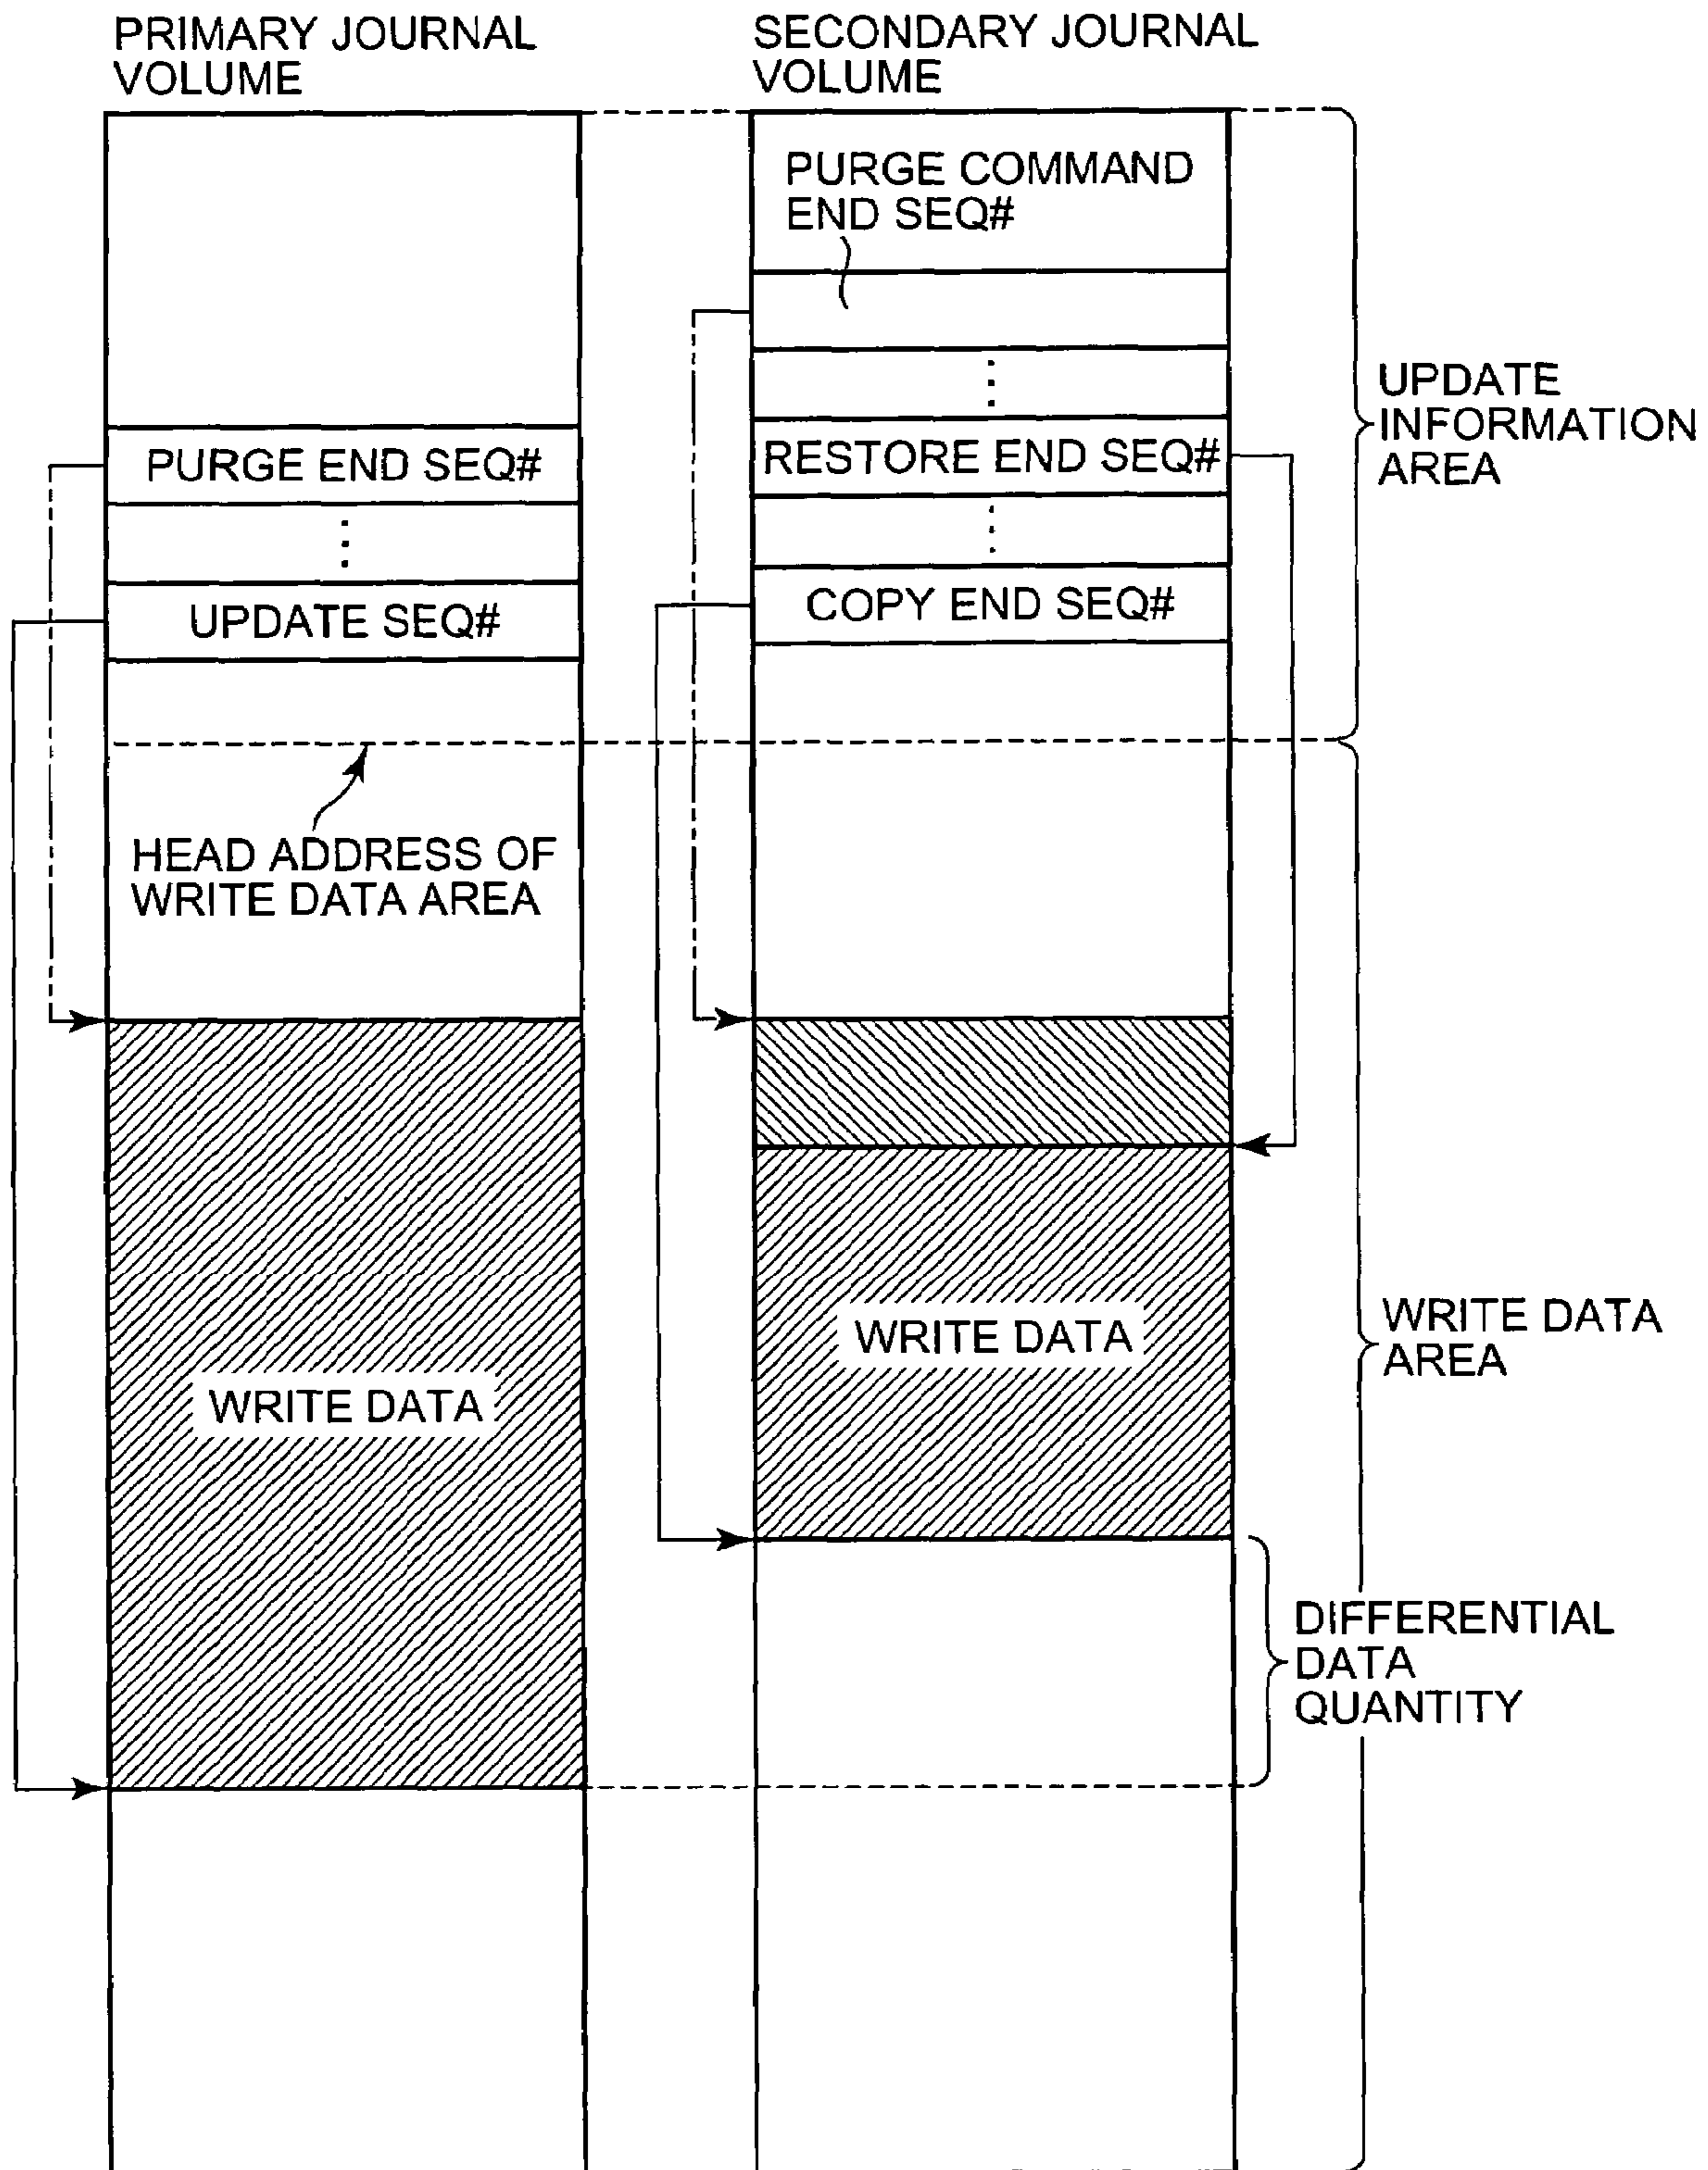 PRIMARY JOURNAL
VOLUME
SECONDARY JOURNAL
VOLUME
PURGE COMMAND
END SEQ#
PURGE END SEQ#
RESTORE END SEQ#
UPDATE
INFORMATION
AREA
UPDATE SEQ#
COPY END SEQ#
HEAD ADDRESS OF
WRITE DATA AREA
WRITE DATA
WRITE DATA
WRITE DATA
AREA
DIFFERENTIAL
DATA
QUANTITY